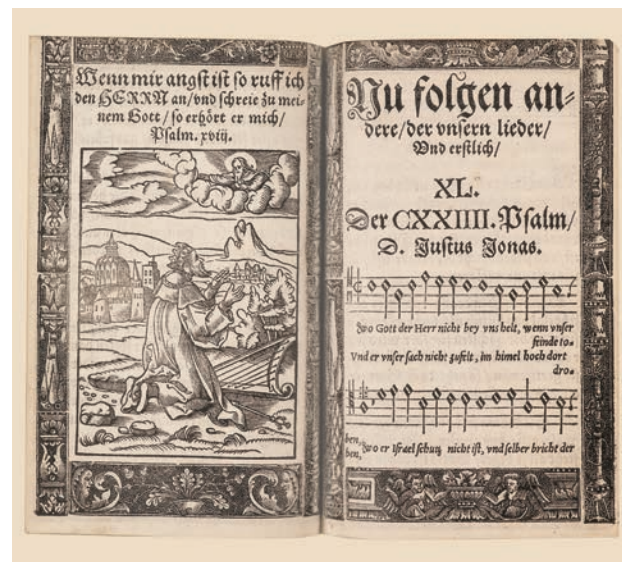 Wenn mir angst ist so ruff ich
den HERRN an/vnd schreie zu mei-
nem Gott/so erhört er mich/
Psalm. xviij.
Nu folgen an-
dere/der vnsern lieder/
Vnd erstlich/
XL.
Der CXXIIII. Psalm/
D. Justus Jonas.
Wo Gott der Herr nicht bey vns helt, wenn vnser
feinde to-
Vnd er vnser sach nicht zufelt, im himel hoch dort
dro-
ben,
ben,
Wo er Israel schutz nicht ist, vnd selber bricht der